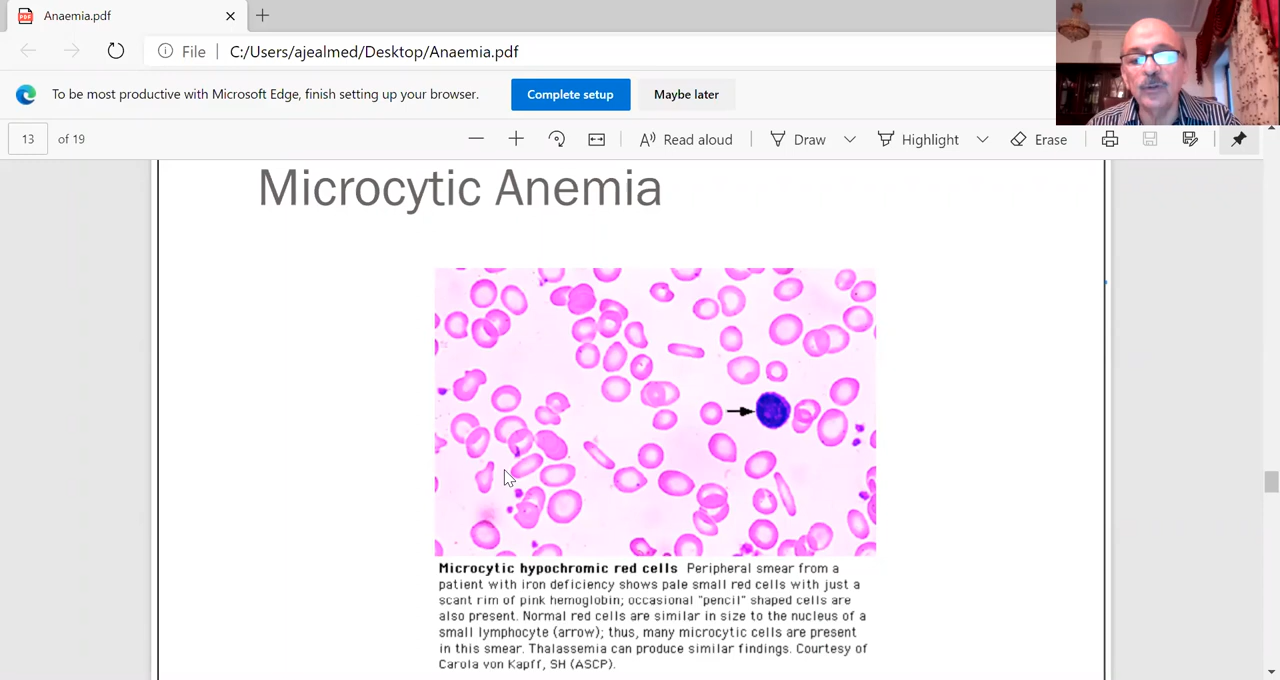 Anaemia.pdf
File C:/Users/ajealmed/Desktop/Anaemia.pdf
To be most productive with Microsoft Edge, finish setting up your browser. Complete setup Maybe later
13 of 19 Read aloud Draw Highlight Erase
Microcytic Anemia
Microcytic hypochromic red cells Peripheral smear from a
patient with iron deficiency shows pale small red cells with just a
scant rim of pink hemoglobin; occasional "pencil" shaped cells are
also present. Normal red cells are similar in size to the nucleus of a
small lymphocyte (arrow); thus, many microcytic cells are present
in this smear. Thalassemia can produce similar findings. Courtesy of
Carola von Kapff, SH (ASCP).